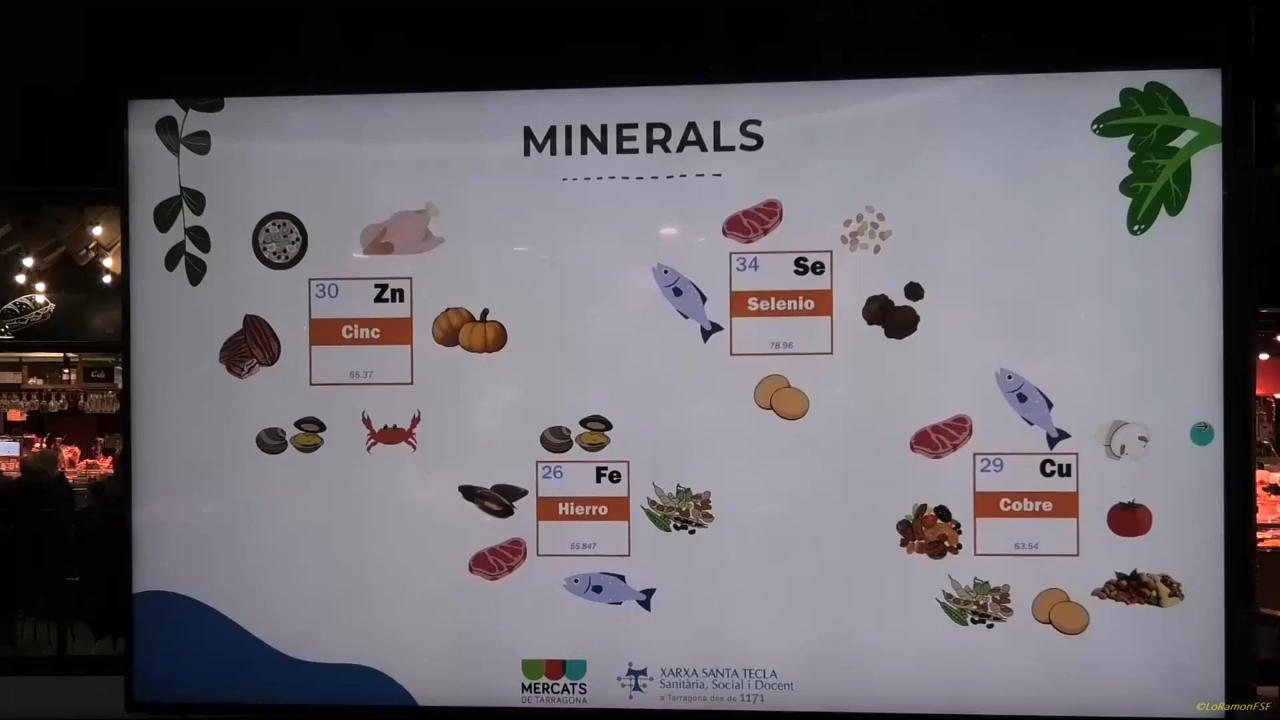 MINERALS
30 Zn
Cinc
65.37
34 Se
Selenio
78.96
26 Fe
Hierro
55.847
29 Cu
Cobre
63.54
MERCATS
DE TARRAGONA
XARXA SANTA TECLA
Sanitària, Social i Docent
a Tarragona des de 1171
Cafè
©LoRamonFSF